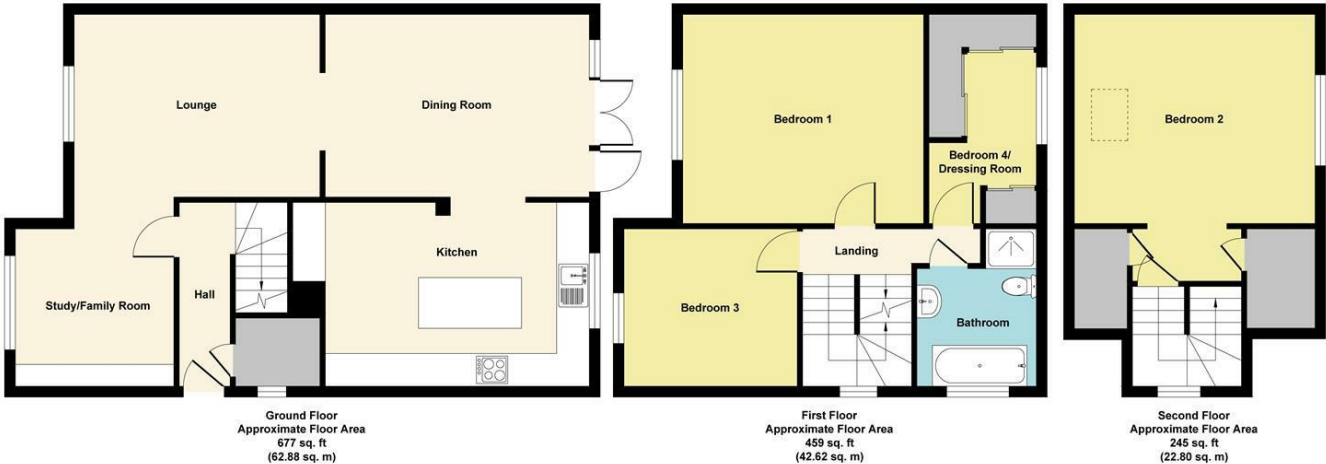 Lounge
Dining Room
Kitchen
Study/Family Room
Hall
Ground Floor
Approximate Floor Area
677 sq. ft
(62.88 sq. m)
Bedroom 1
Bedroom 4/
Dressing Room
Landing
Bedroom 3
Bathroom
First Floor
Approximate Floor Area
459 sq. ft
(42.62 sq. m)
Bedroom 2
Second Floor
Approximate Floor Area
245 sq. ft
(22.80 sq. m)